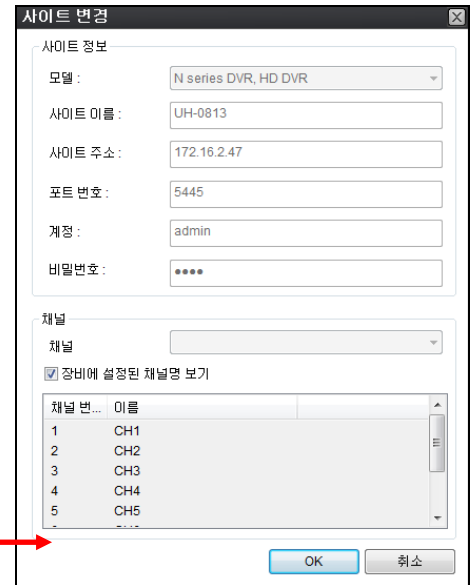 사이트 변경
사이트 정보
모델 : N series DVR, HD DVR
사이트 이름 : UH-0813
사이트 주소 : 172.16.2.47
포트 번호 : 5445
계정 : admin
비밀번호 : ●●●●
채널
채널
장비에 설정된 채널명 보기
채널 번... 이름
1 CH1
2 CH2
3 CH3
4 CH4
5 CH5
OK 취소